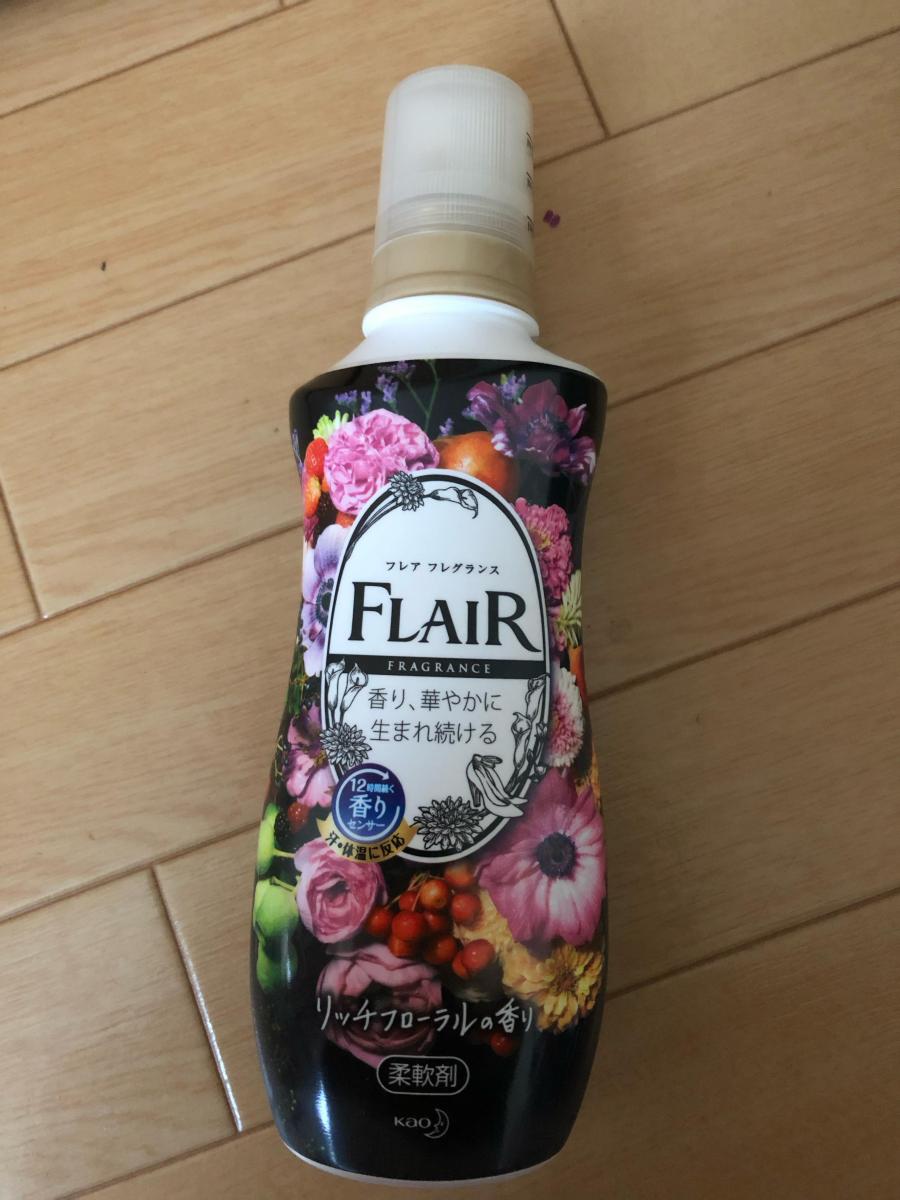 フレア フレグランス
FLAIR
FRAGRANCE
香り、華やかに
生まれ続ける
12時間続く
香り
センサー
汗・体温に反応
リッチフローラルの香り
柔軟剤
Kao